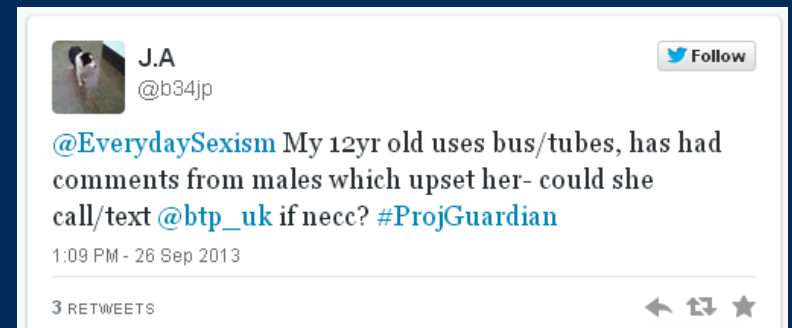 J.A
Follow
@b34jp
@EverydaySexism My 12yr old uses bus/tubes, has had
comments from males which upset her- could she
call/text @btp_uk if necc? #ProjGuardian
1:09 PM - 26 Sep 2013
3 RETWEETS